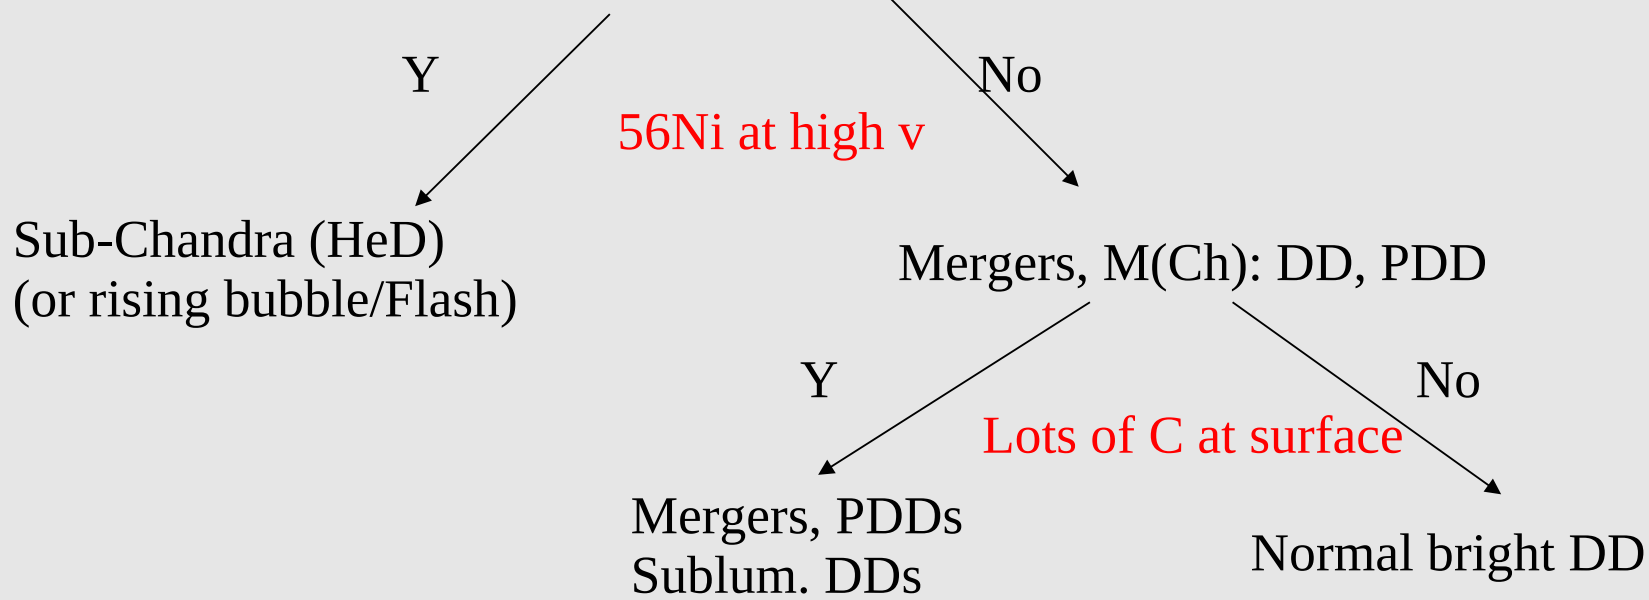 Y
No
56Ni at high v
Sub-Chandra (HeD)
(or rising bubble/Flash)
Mergers, M(Ch): DD, PDD
Y
No
Lots of C at surface
Mergers, PDDs
Sublum. DDs
Normal bright DD